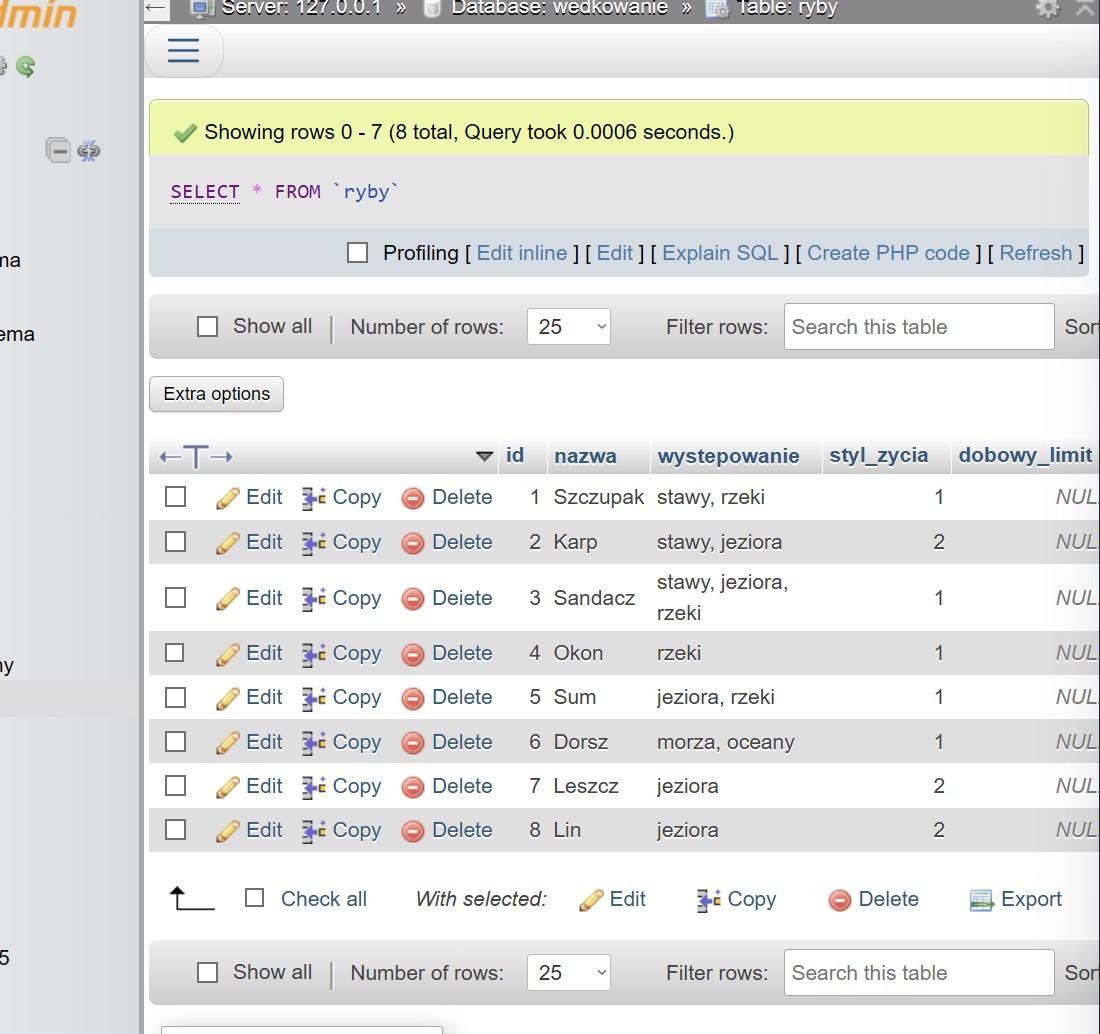 dmin
Server: 127.0.0.1 » Database: wedkowanie » Table: ryby
Showing rows 0 - 7 (8 total, Query took 0.0006 seconds.)
SELECT * FROM `ryby`
Profiling [ Edit inline ] [ Edit ] [ Explain SQL ] [ Create PHP code ] [ Refresh ]
ma
Show all | Number of rows: 25 Filter rows: Search this table Sor
ema
Extra options
id nazwa wystepowanie styl_zycia dobowy_limit
Edit Copy Delete 1 Szczupak stawy, rzeki 1 NUL
Edit Copy Delete 2 Karp stawy, jeziora 2 NUL
Edit Copy Delete 3 Sandacz stawy, jeziora, 1 NUL
rzeki
Edit Copy Delete 4 Okon rzeki 1 NUL
ny
Edit Copy Delete 5 Sum jeziora, rzeki 1 NUL
Edit Copy Delete 6 Dorsz morza, oceany 1 NUL
Edit Copy Delete 7 Leszcz jeziora 2 NUL
Edit Copy Delete 8 Lin jeziora 2 NUL
Check all With selected: Edit Copy Delete Export
5
Show all | Number of rows: 25 Filter rows: Search this table Sor